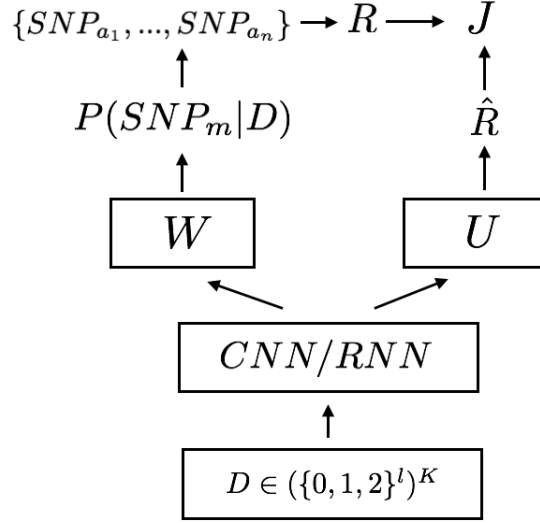 {SNP_{a_1}, ..., SNP_{a_n}} → R → J
P(SNP_m|D) R̂
W U
CNN/RNN
D ∈ ({0, 1, 2}^l)^K